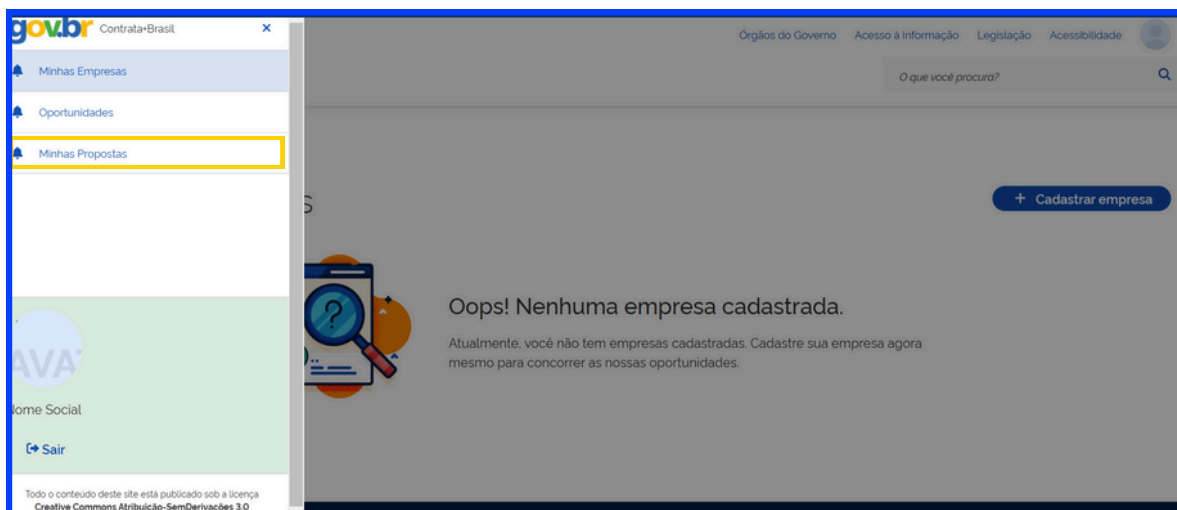 gov.br Contrata+Brasil ×
Minhas Empresas
Oportunidades
Minhas Propostas
Nome Social
Sair
Todo o conteúdo deste site está publicado sob a licença
Creative Commons Atribuição-SemDerivações 3.0
Órgãos do Governo Acesso à Informação Legislação Acessibilidade
O que você procura?
S
+ Cadastrar empresa
Oops! Nenhuma empresa cadastrada.
Atualmente, você não tem empresas cadastradas. Cadastre sua empresa agora
mesmo para concorrer as nossas oportunidades.